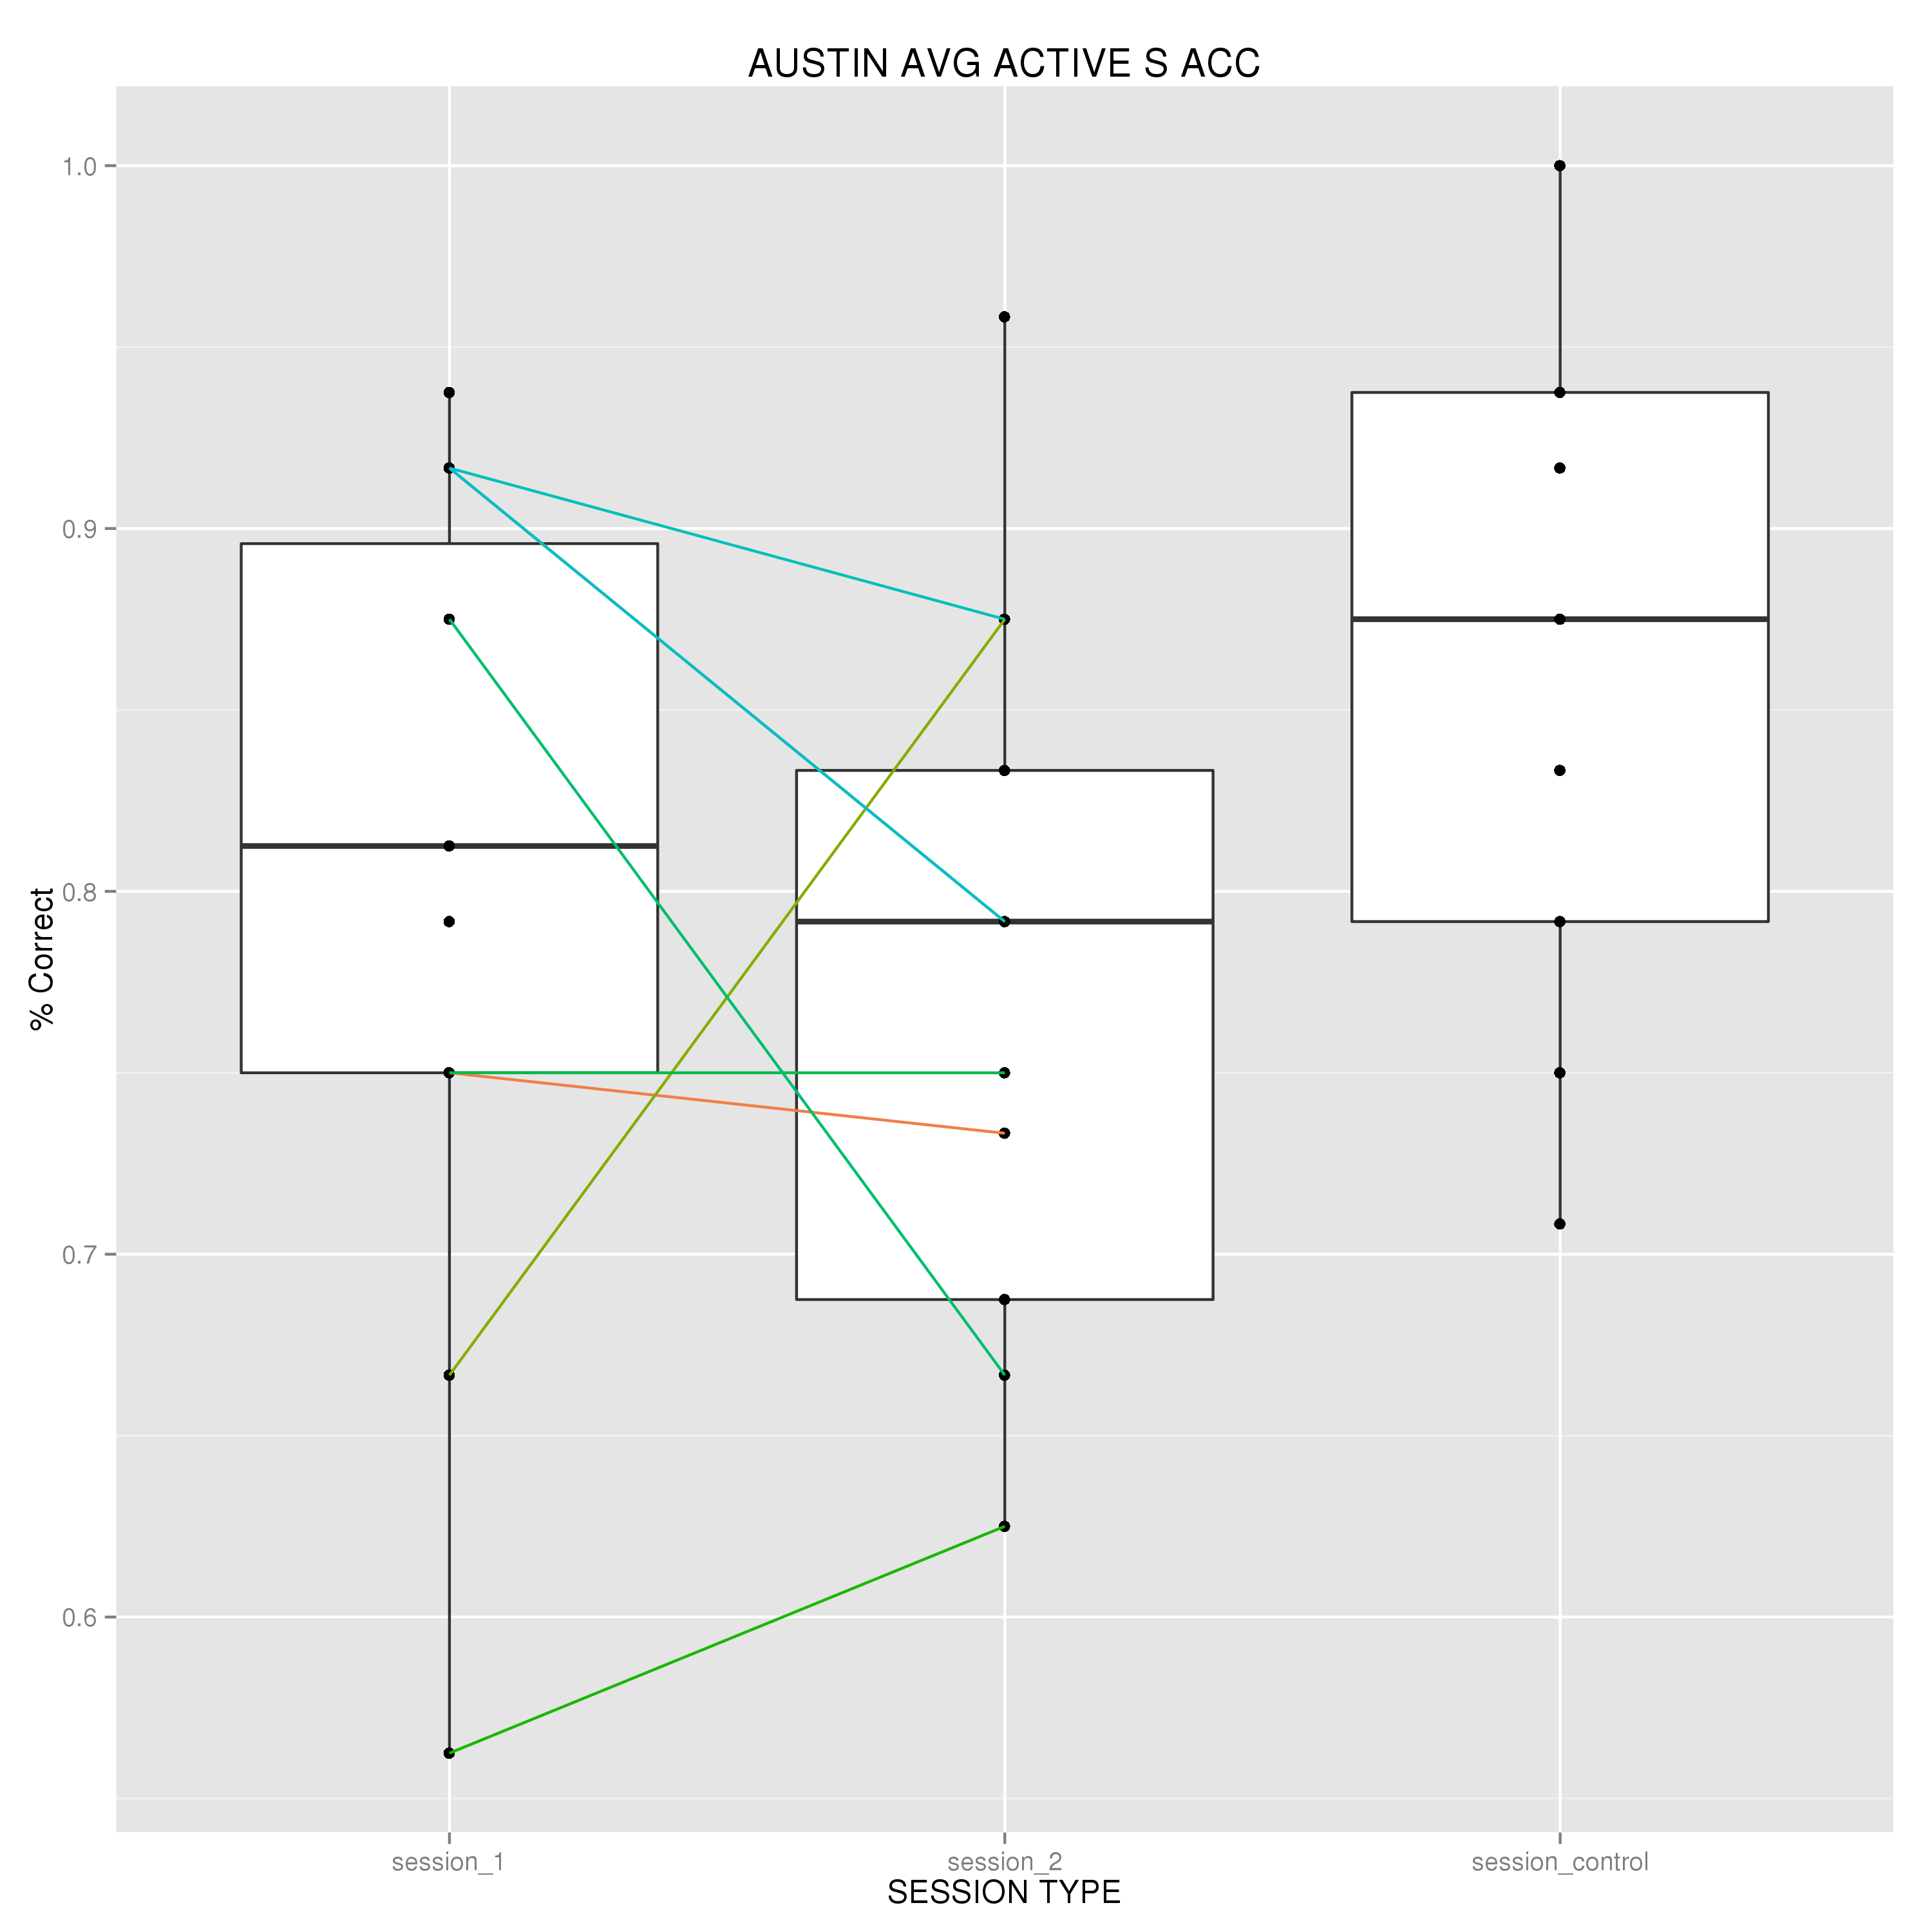 AUSTIN AVG ACTIVE S ACC
% Correct
1.0
0.9
0.8
0.7
0.6
session_1
session_2
session_control
SESSION TYPE